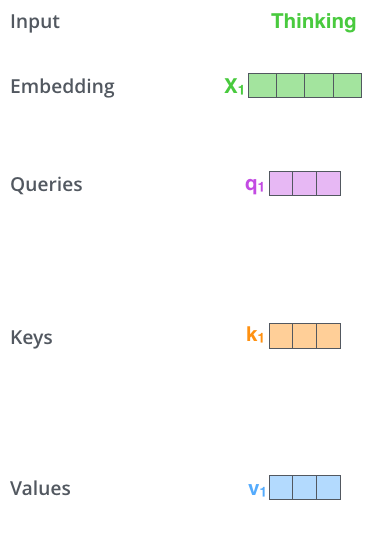 Input Thinking
Embedding X₁
Queries q₁
Keys k₁
Values v₁